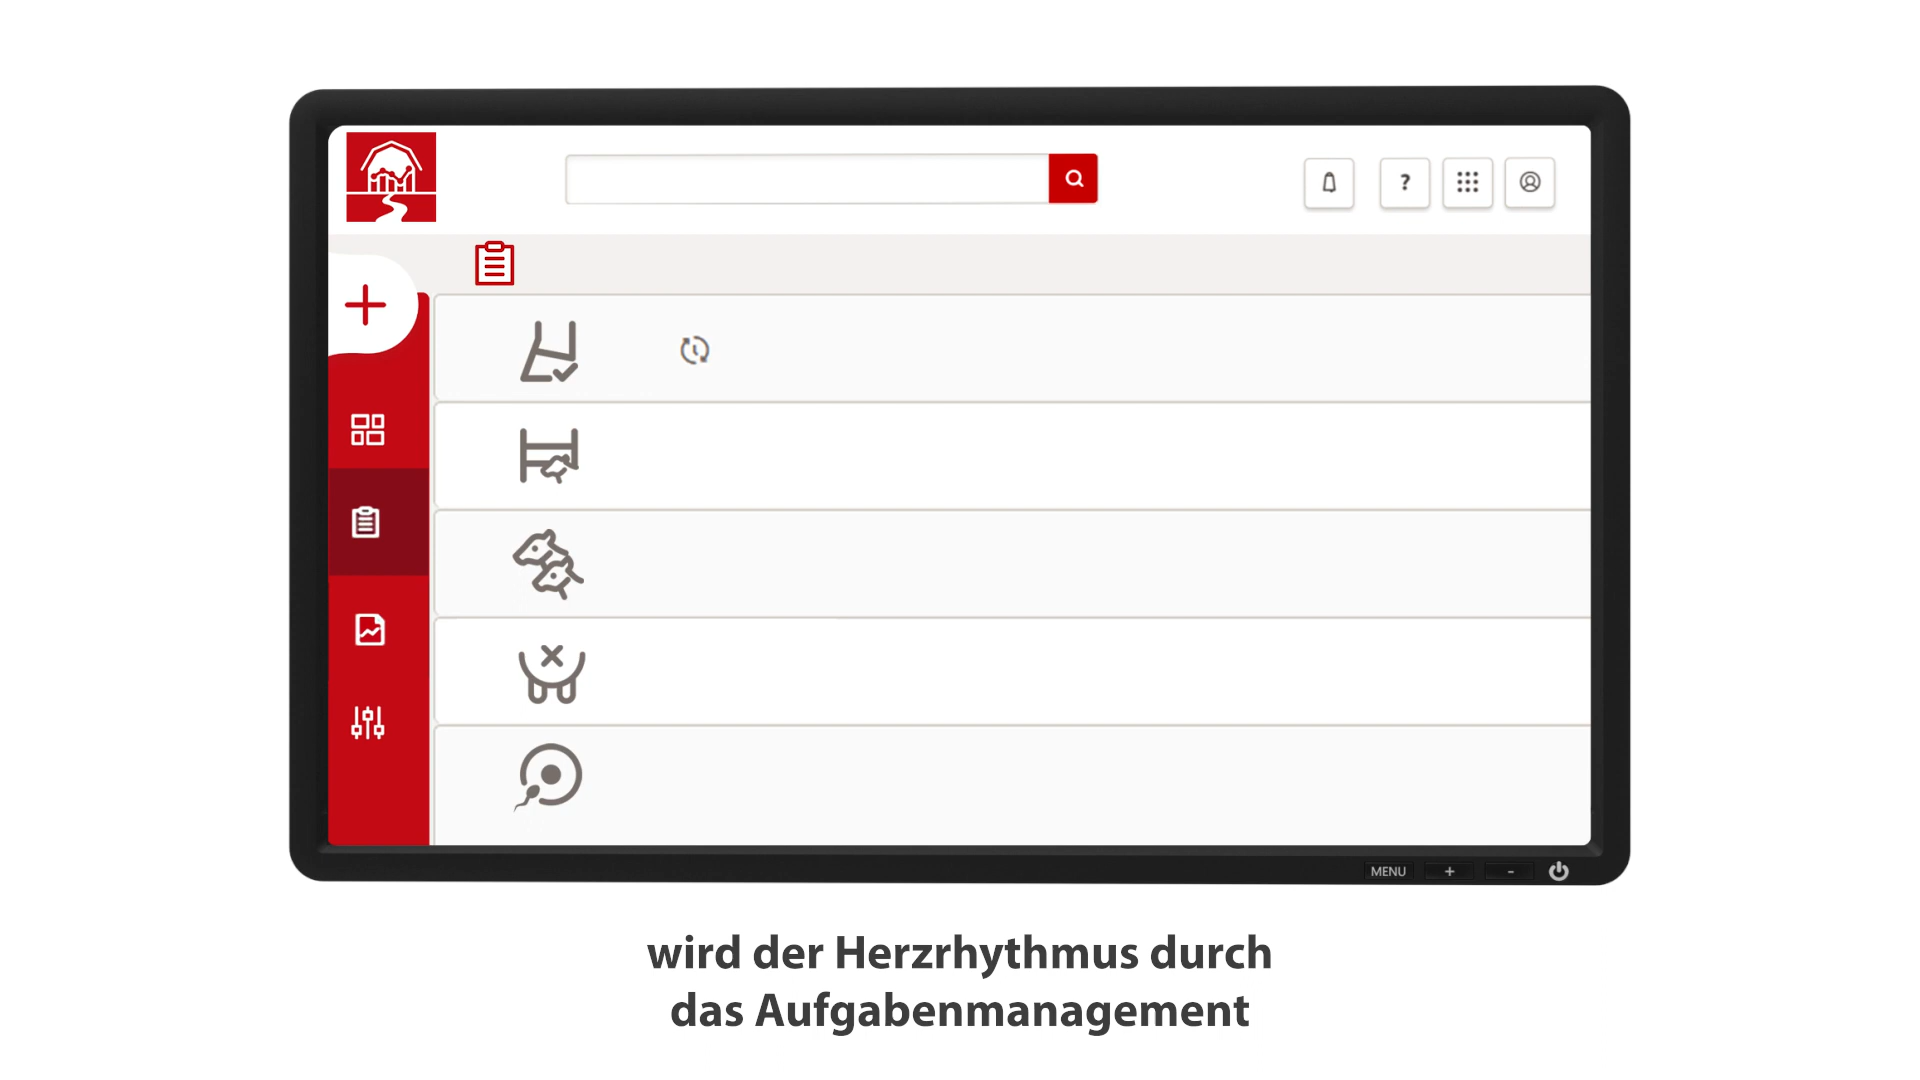 ?
MENU + -
wird der Herzrhythmus durch
das Aufgabenmanagement